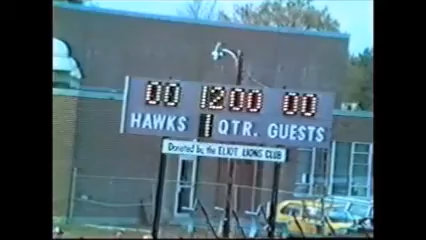 00 12 00 00
HAWKS 1 QTR. GUESTS
Donated by the ELIOT LIONS CLUB